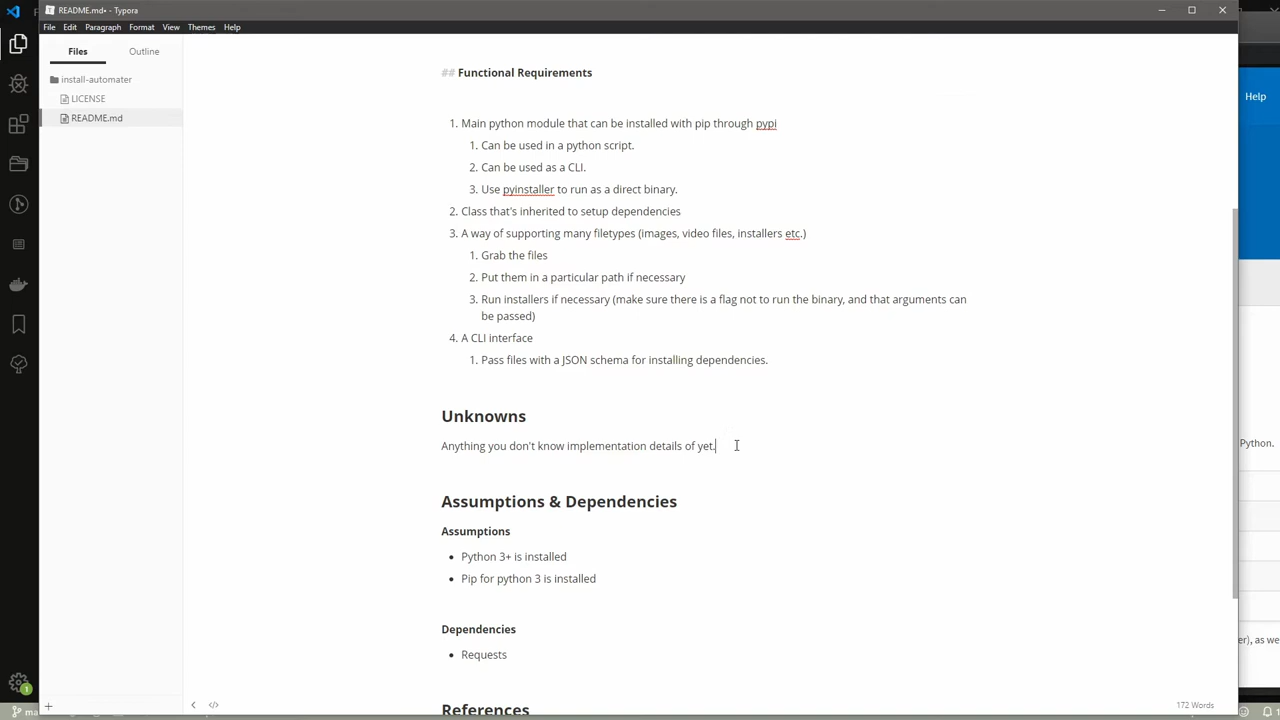 README.md• - Typora
File Edit Paragraph Format View Themes Help
Files Outline
install-automater
LICENSE
README.md
## Functional Requirements
1. Main python module that can be installed with pip through pypi
1. Can be used in a python script.
2. Can be used as a CLI.
3. Use pyinstaller to run as a direct binary.
2. Class that's inherited to setup dependencies
3. A way of supporting many filetypes (images, video files, installers etc.)
1. Grab the files
2. Put them in a particular path if necessary
3. Run installers if necessary (make sure there is a flag not to run the binary, and that arguments can
be passed)
4. A CLI interface
1. Pass files with a JSON schema for installing dependencies.
Unknowns
Anything you don't know implementation details of yet.
Assumptions & Dependencies
Assumptions
• Python 3+ is installed
• Pip for python 3 is installed
Dependencies
• Requests
References
172 Words
Help
Python.
er), as we
1